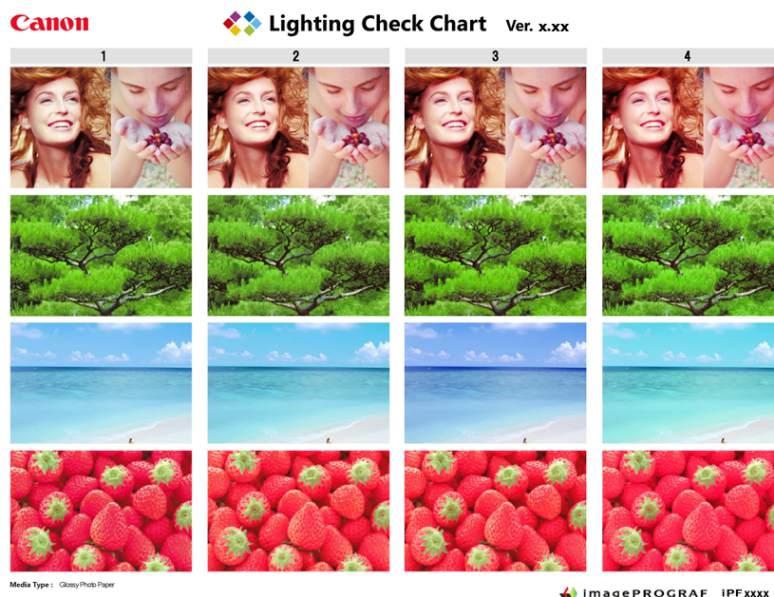 Canon
Lighting Check Chart Ver. x.xx
1 2 3 4
Media Type : Glossy Photo Paper
imagePROGRAF iPFxxxx